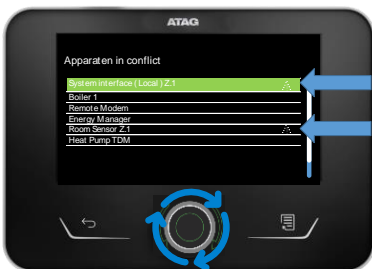 ATAG
Apparaten in conflict
System interface ( Local ) Z.1
Boiler 1
Remote Modem
Energy Manager
Room Sensor Z.1
Heat Pump TDM